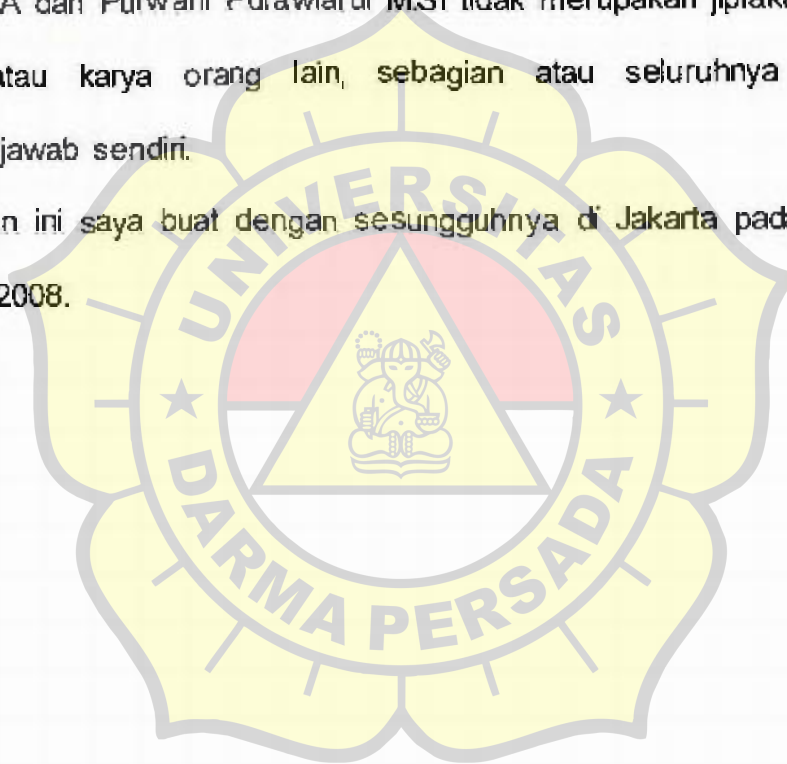 A dan Purwani Purawiardi M.Si tidak merupakan jiplak
atau karya orang lain, sebagian atau seluruhnya
jawab sendiri.
n ini saya buat dengan sesungguhnya di Jakarta pad
2008.
UNIVERSITAS
DARMA PERSADA